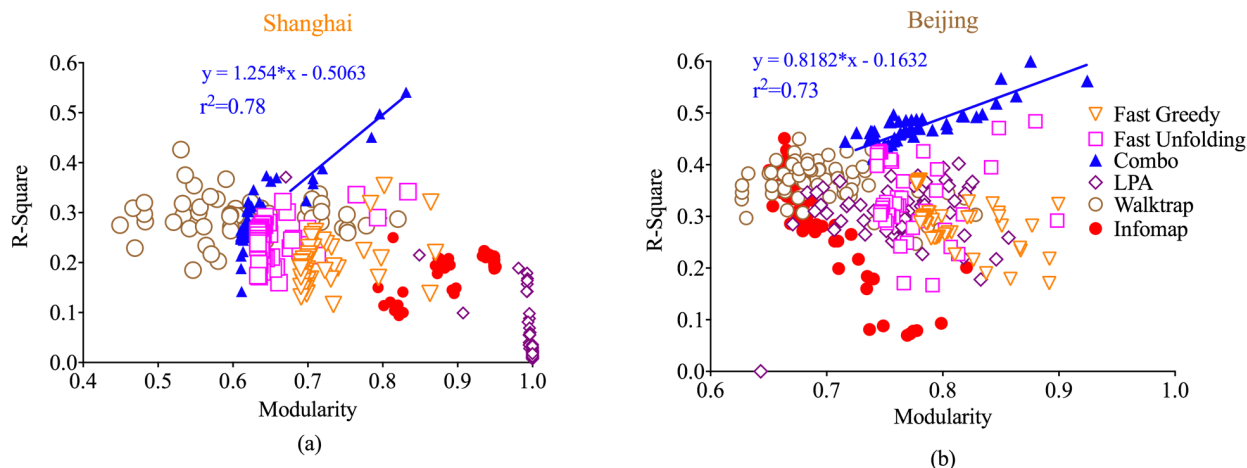 Shanghai
y = 1.254*x - 0.5063
r²=0.78
R-Square
0.6
0.5
0.4
0.3
0.2
0.1
0.0
0.4 0.5 0.6 0.7 0.8 0.9 1.0
Modularity
(a)
Beijing
y = 0.8182*x - 0.1632
r²=0.73
R-Square
0.6
0.5
0.4
0.3
0.2
0.1
0.0
0.6 0.7 0.8 0.9 1.0
Modularity
(b)
Fast Greedy
Fast Unfolding
Combo
LPA
Walktrap
Infomap